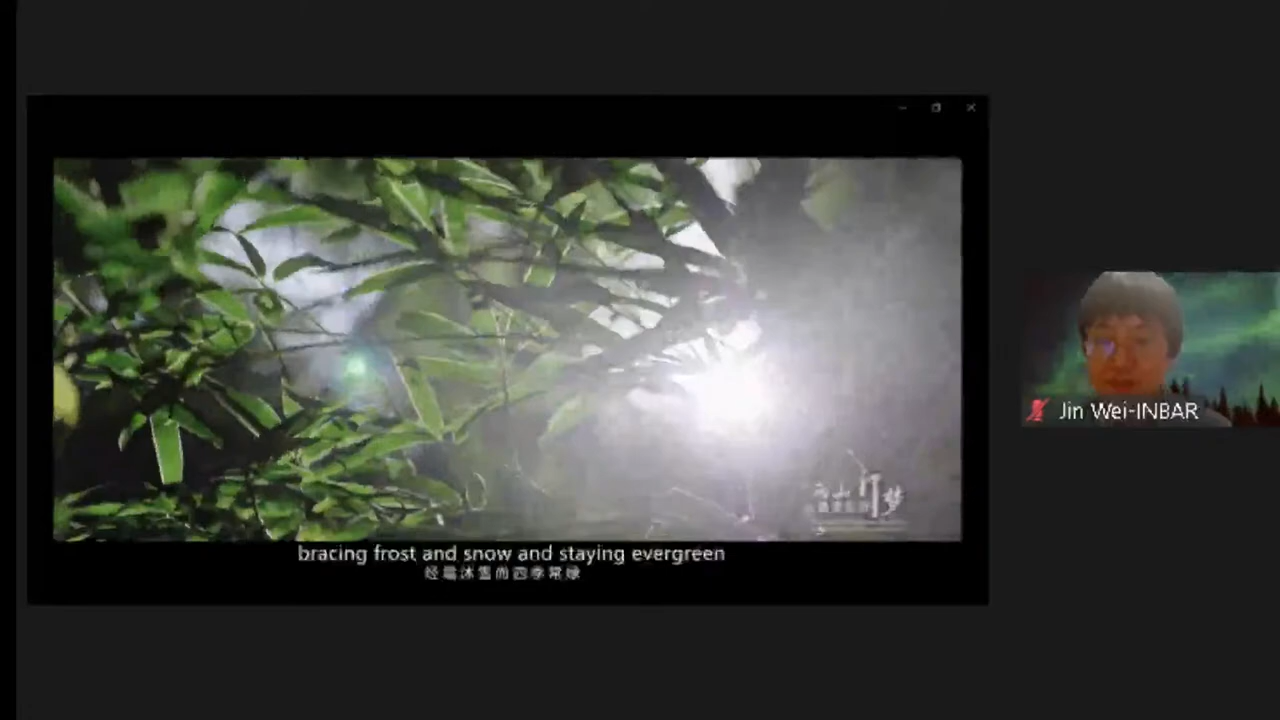 bracing frost and snow and staying evergreen
经霜沐雪而四季常绿
Jin Wei-INBAR